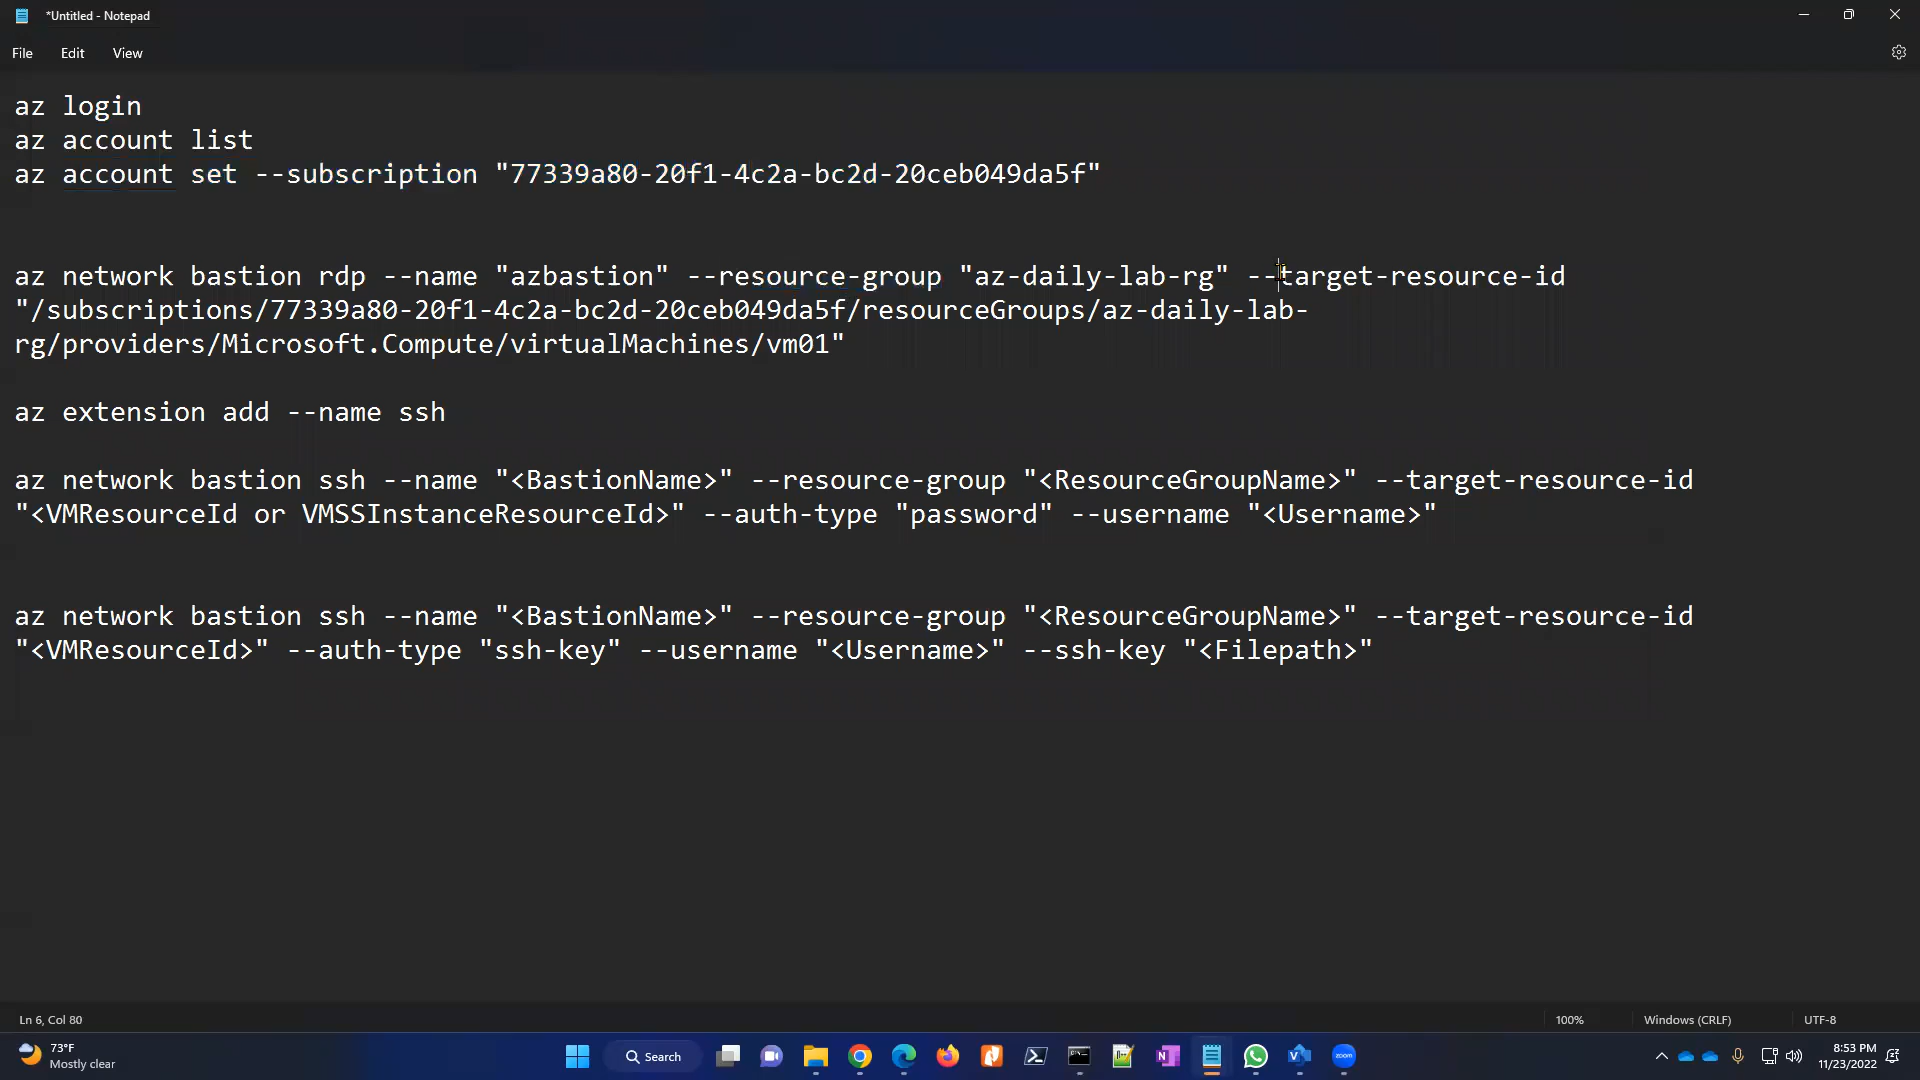 *Untitled - Notepad
File Edit View
az login
az account list
az account set --subscription "77339a80-20f1-4c2a-bc2d-20ceb049da5f"
az network bastion rdp --name "azbastion" --resource-group "az-daily-lab-rg" --target-resource-id
"/subscriptions/77339a80-20f1-4c2a-bc2d-20ceb049da5f/resourceGroups/az-daily-lab-
rg/providers/Microsoft.Compute/virtualMachines/vm01"
az extension add --name ssh
az network bastion ssh --name "<BastionName>" --resource-group "<ResourceGroupName>" --target-resource-id
"<VMResourceId or VMSSInstanceResourceId>" --auth-type "password" --username "<Username>"
az network bastion ssh --name "<BastionName>" --resource-group "<ResourceGroupName>" --target-resource-id
"<VMResourceId>" --auth-type "ssh-key" --username "<Username>" --ssh-key "<Filepath>"
Ln 6, Col 80 100% Windows (CRLF) UTF-8
73°F
Mostly clear
Search
zoom
8:53 PM
11/23/2022